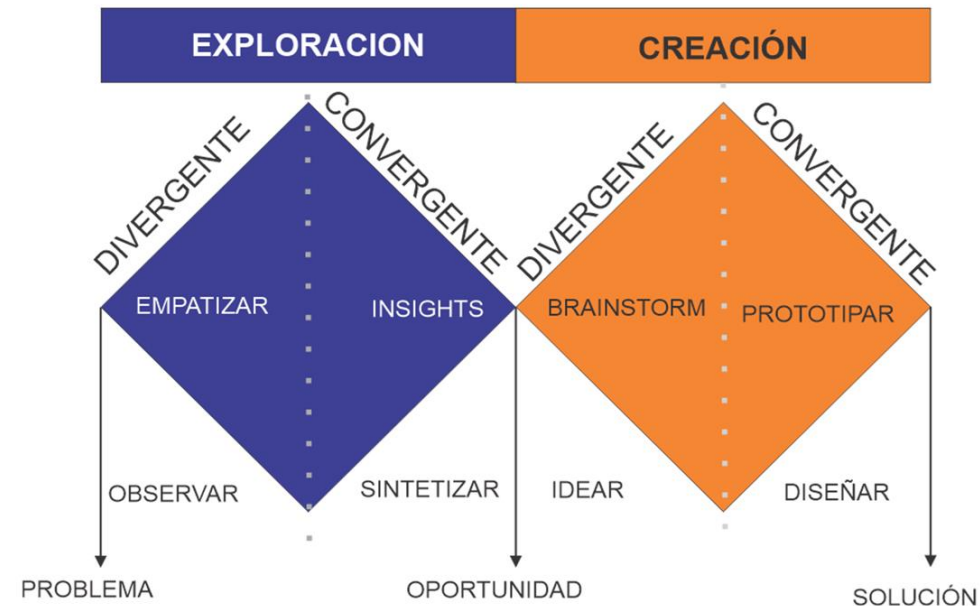 EXPLORACION
CREACIÓN
DIVERGENTE
CONVERGENTE
DIVERGENTE
CONVERGENTE
EMPATIZAR
INSIGHTS
BRAINSTORM
PROTOTIPAR
OBSERVAR
SINTETIZAR
IDEAR
DISEÑAR
PROBLEMA
OPORTUNIDAD
SOLUCIÓN